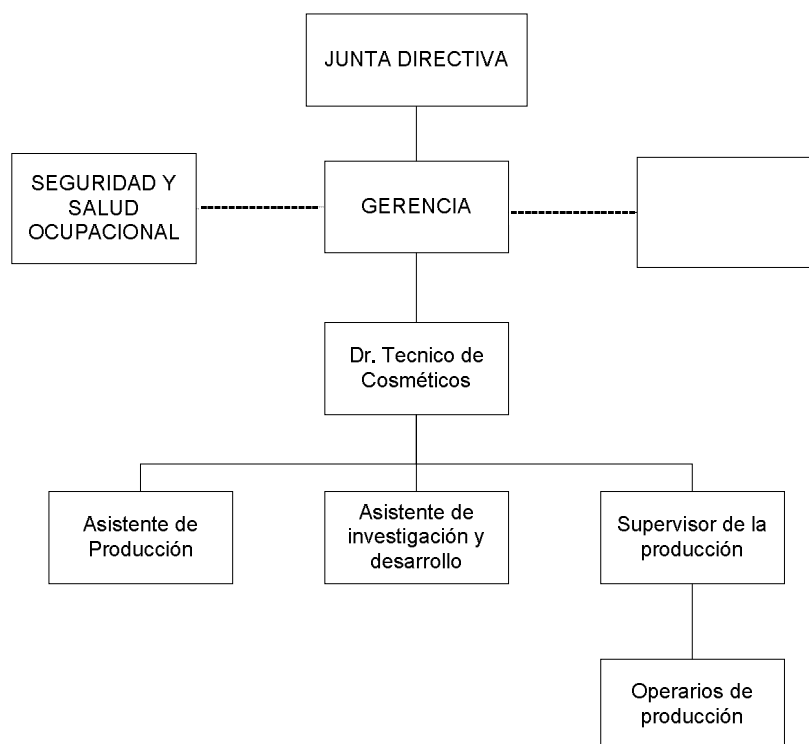 JUNTA DIRECTIVA
SEGURIDAD Y
SALUD
OCUPACIONAL
GERENCIA
Dr. Tecnico de
Cosméticos
Asistente de
Producción
Asistente de
investigación y
desarrollo
Supervisor de la
producción
Operarios de
producción